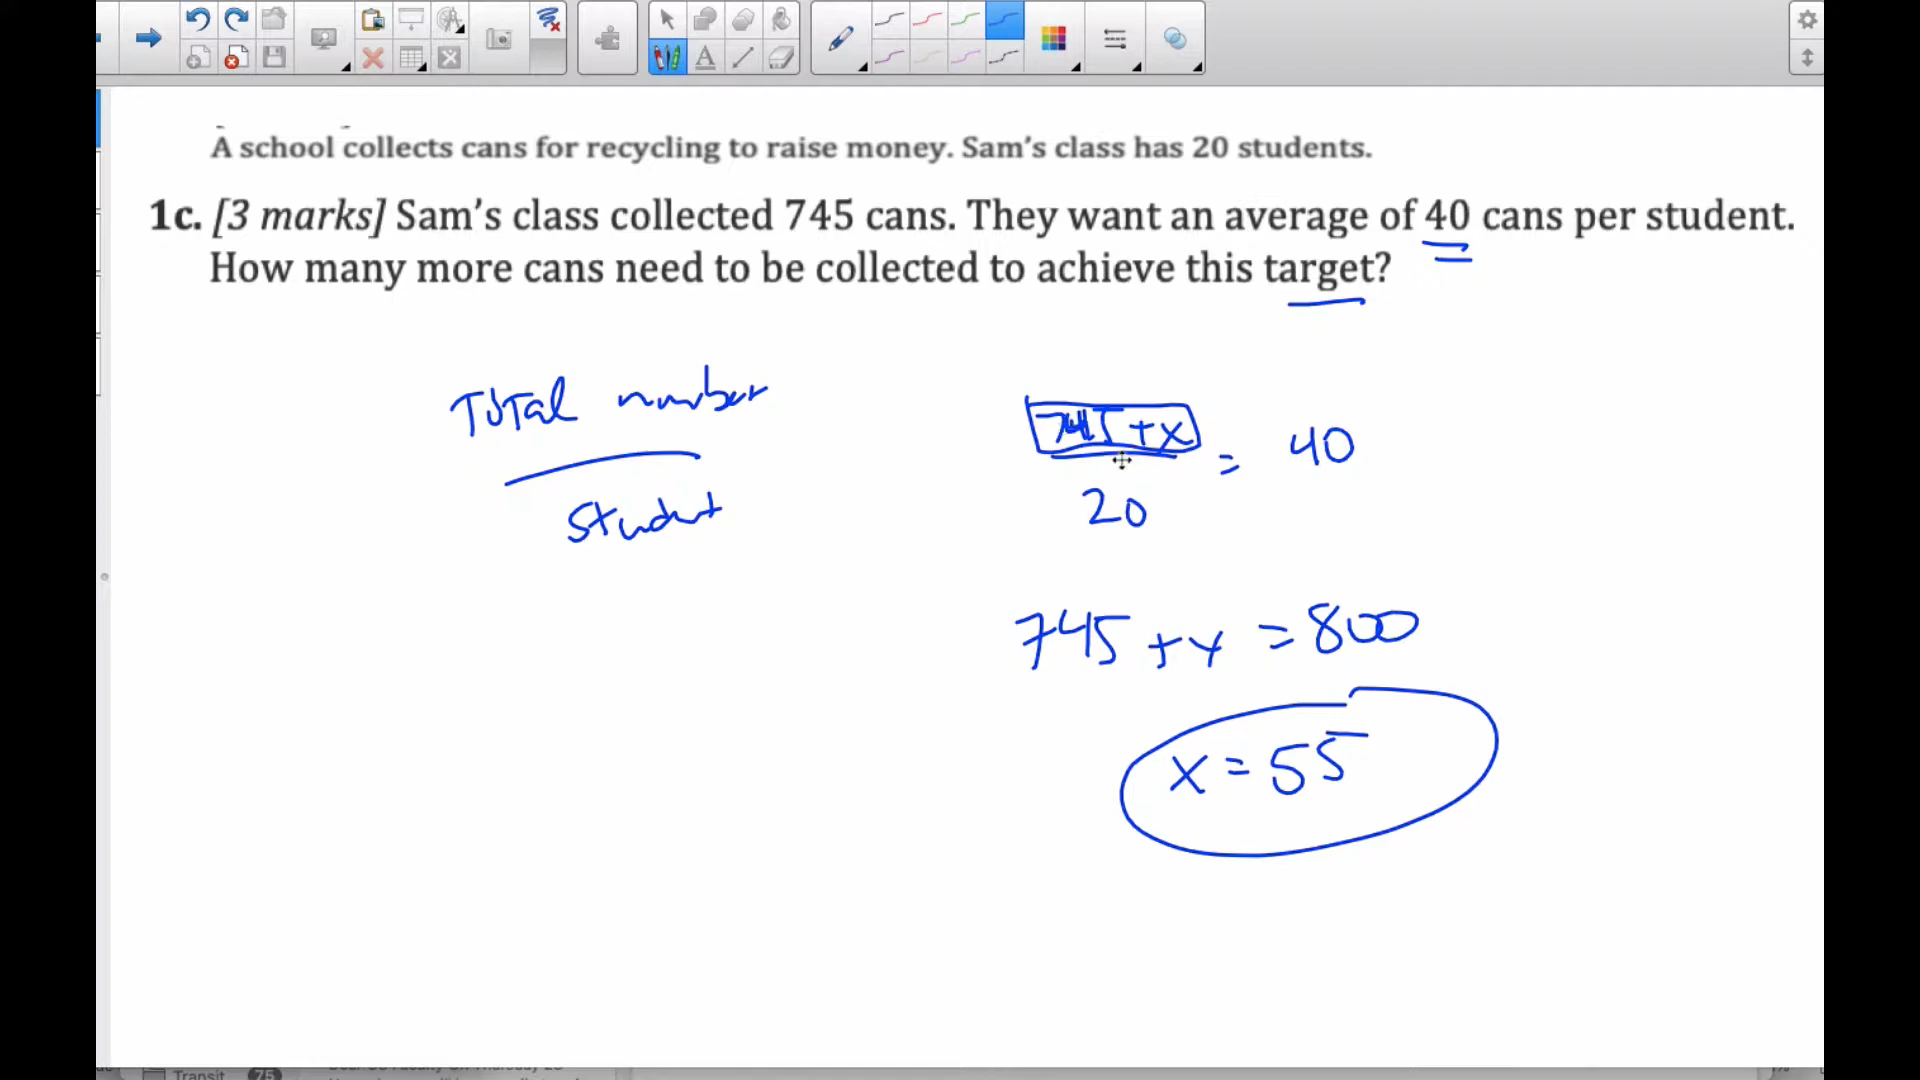 A school collects cans for recycling to raise money. Sam's class has 20 students.
1c. [3 marks] Sam's class collected 745 cans. They want an average of 40 cans per student.
How many more cans need to be collected to achieve this target?
Total number
student
745 + x
= 40
20
745 + x = 800
x = 55
Transit 75